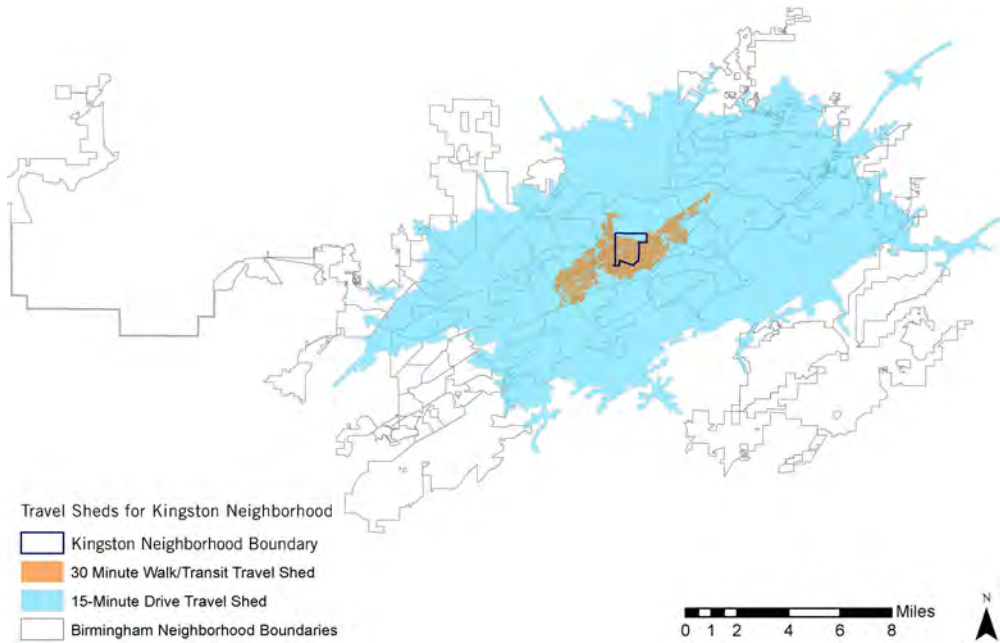 Travel Sheds for Kingston Neighborhood
Kingston Neighborhood Boundary
30 Minute Walk/Transit Travel Shed
15-Minute Drive Travel Shed
Birmingham Neighborhood Boundaries
Miles
0 1 2 4 6 8
N